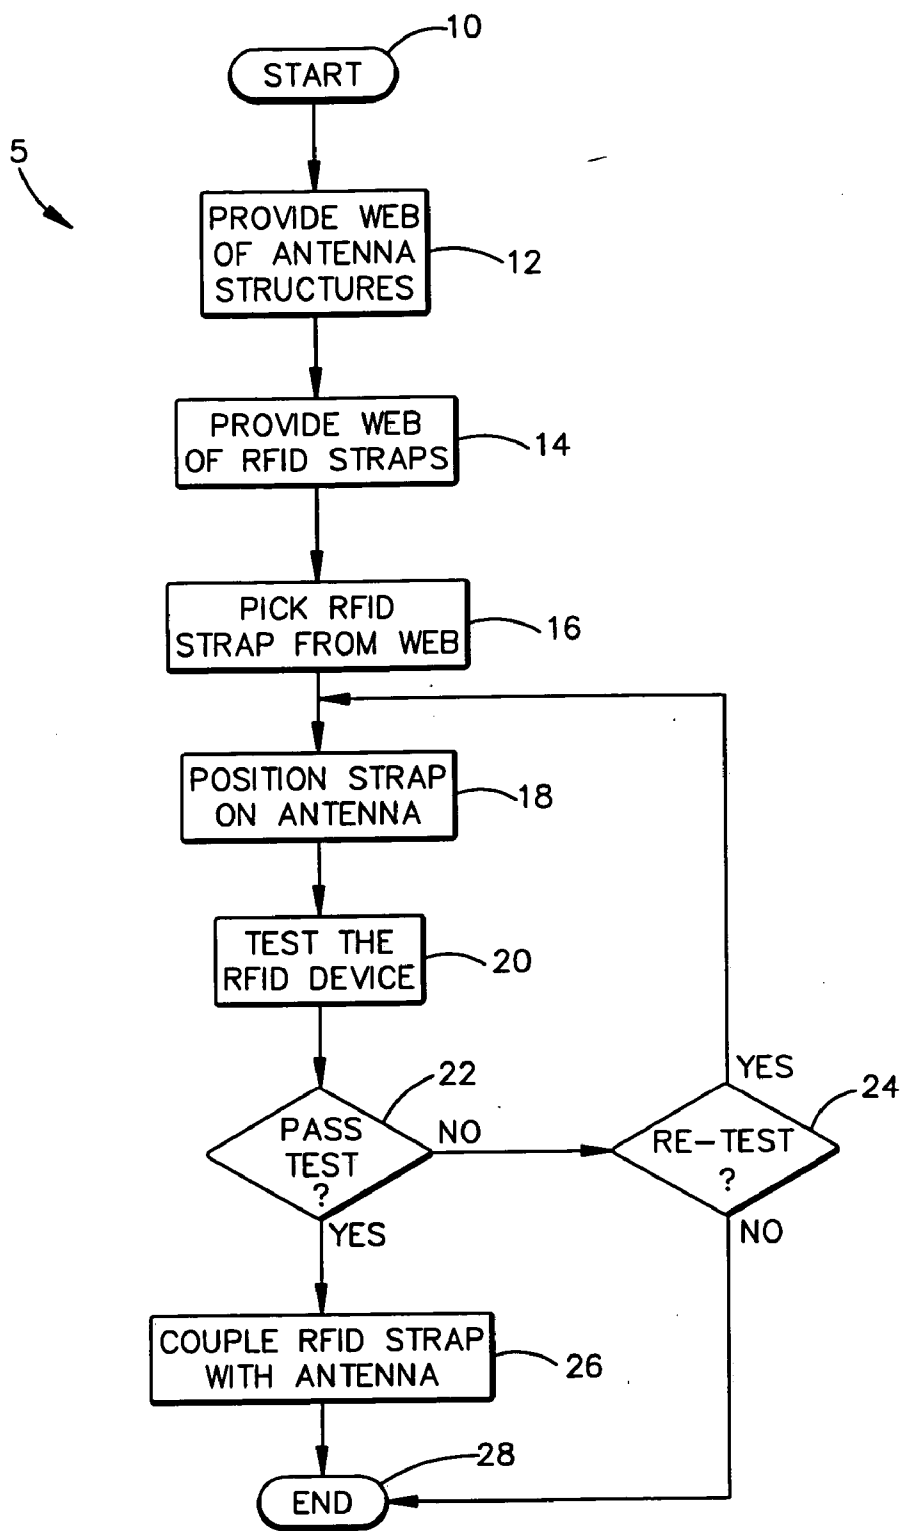 10
START
5
PROVIDE WEB
OF ANTENNA
STRUCTURES
12
PROVIDE WEB
OF RFID STRAPS
14
PICK RFID
STRAP FROM WEB
16
POSITION STRAP
ON ANTENNA
18
TEST THE
RFID DEVICE
20
PASS
TEST
?
22
NO
YES
RE-TEST
?
24
YES
NO
COUPLE RFID STRAP
WITH ANTENNA
26
END
28